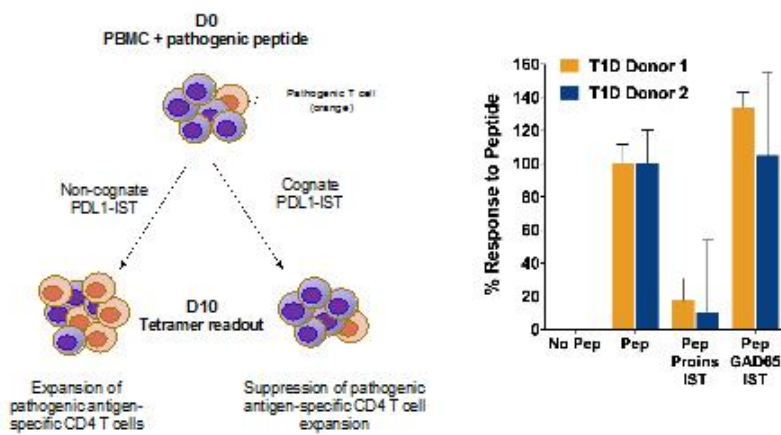 D0
PBMC + pathogenic peptide
Pathogenic T cell
(orange)
Non-cognate
PDL1-IST
Cognate
PDL1-IST
D10
Tetramer readout
Expansion of
pathogenic antigen-
specific CD4 T cells
Suppression of pathogenic
antigen-specific CD4 T cell
expansion
% Response to Peptide
160
140
120
100
80
60
40
20
0
T1D Donor 1
T1D Donor 2
No Pep
Pep
Pep
Proins
IST
Pep
GAD65
IST